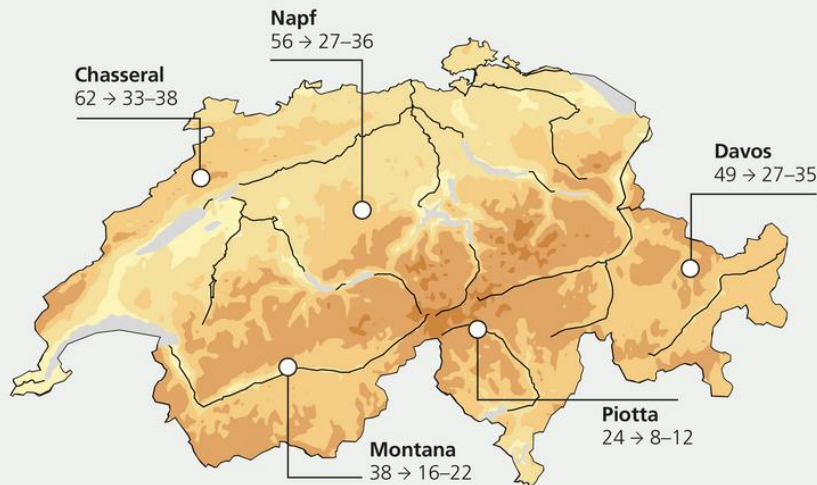 Napf
56 → 27–36
Chasseral
62 → 33–38
Davos
49 → 27–35
Piotta
24 → 8–12
Montana
38 → 16–22